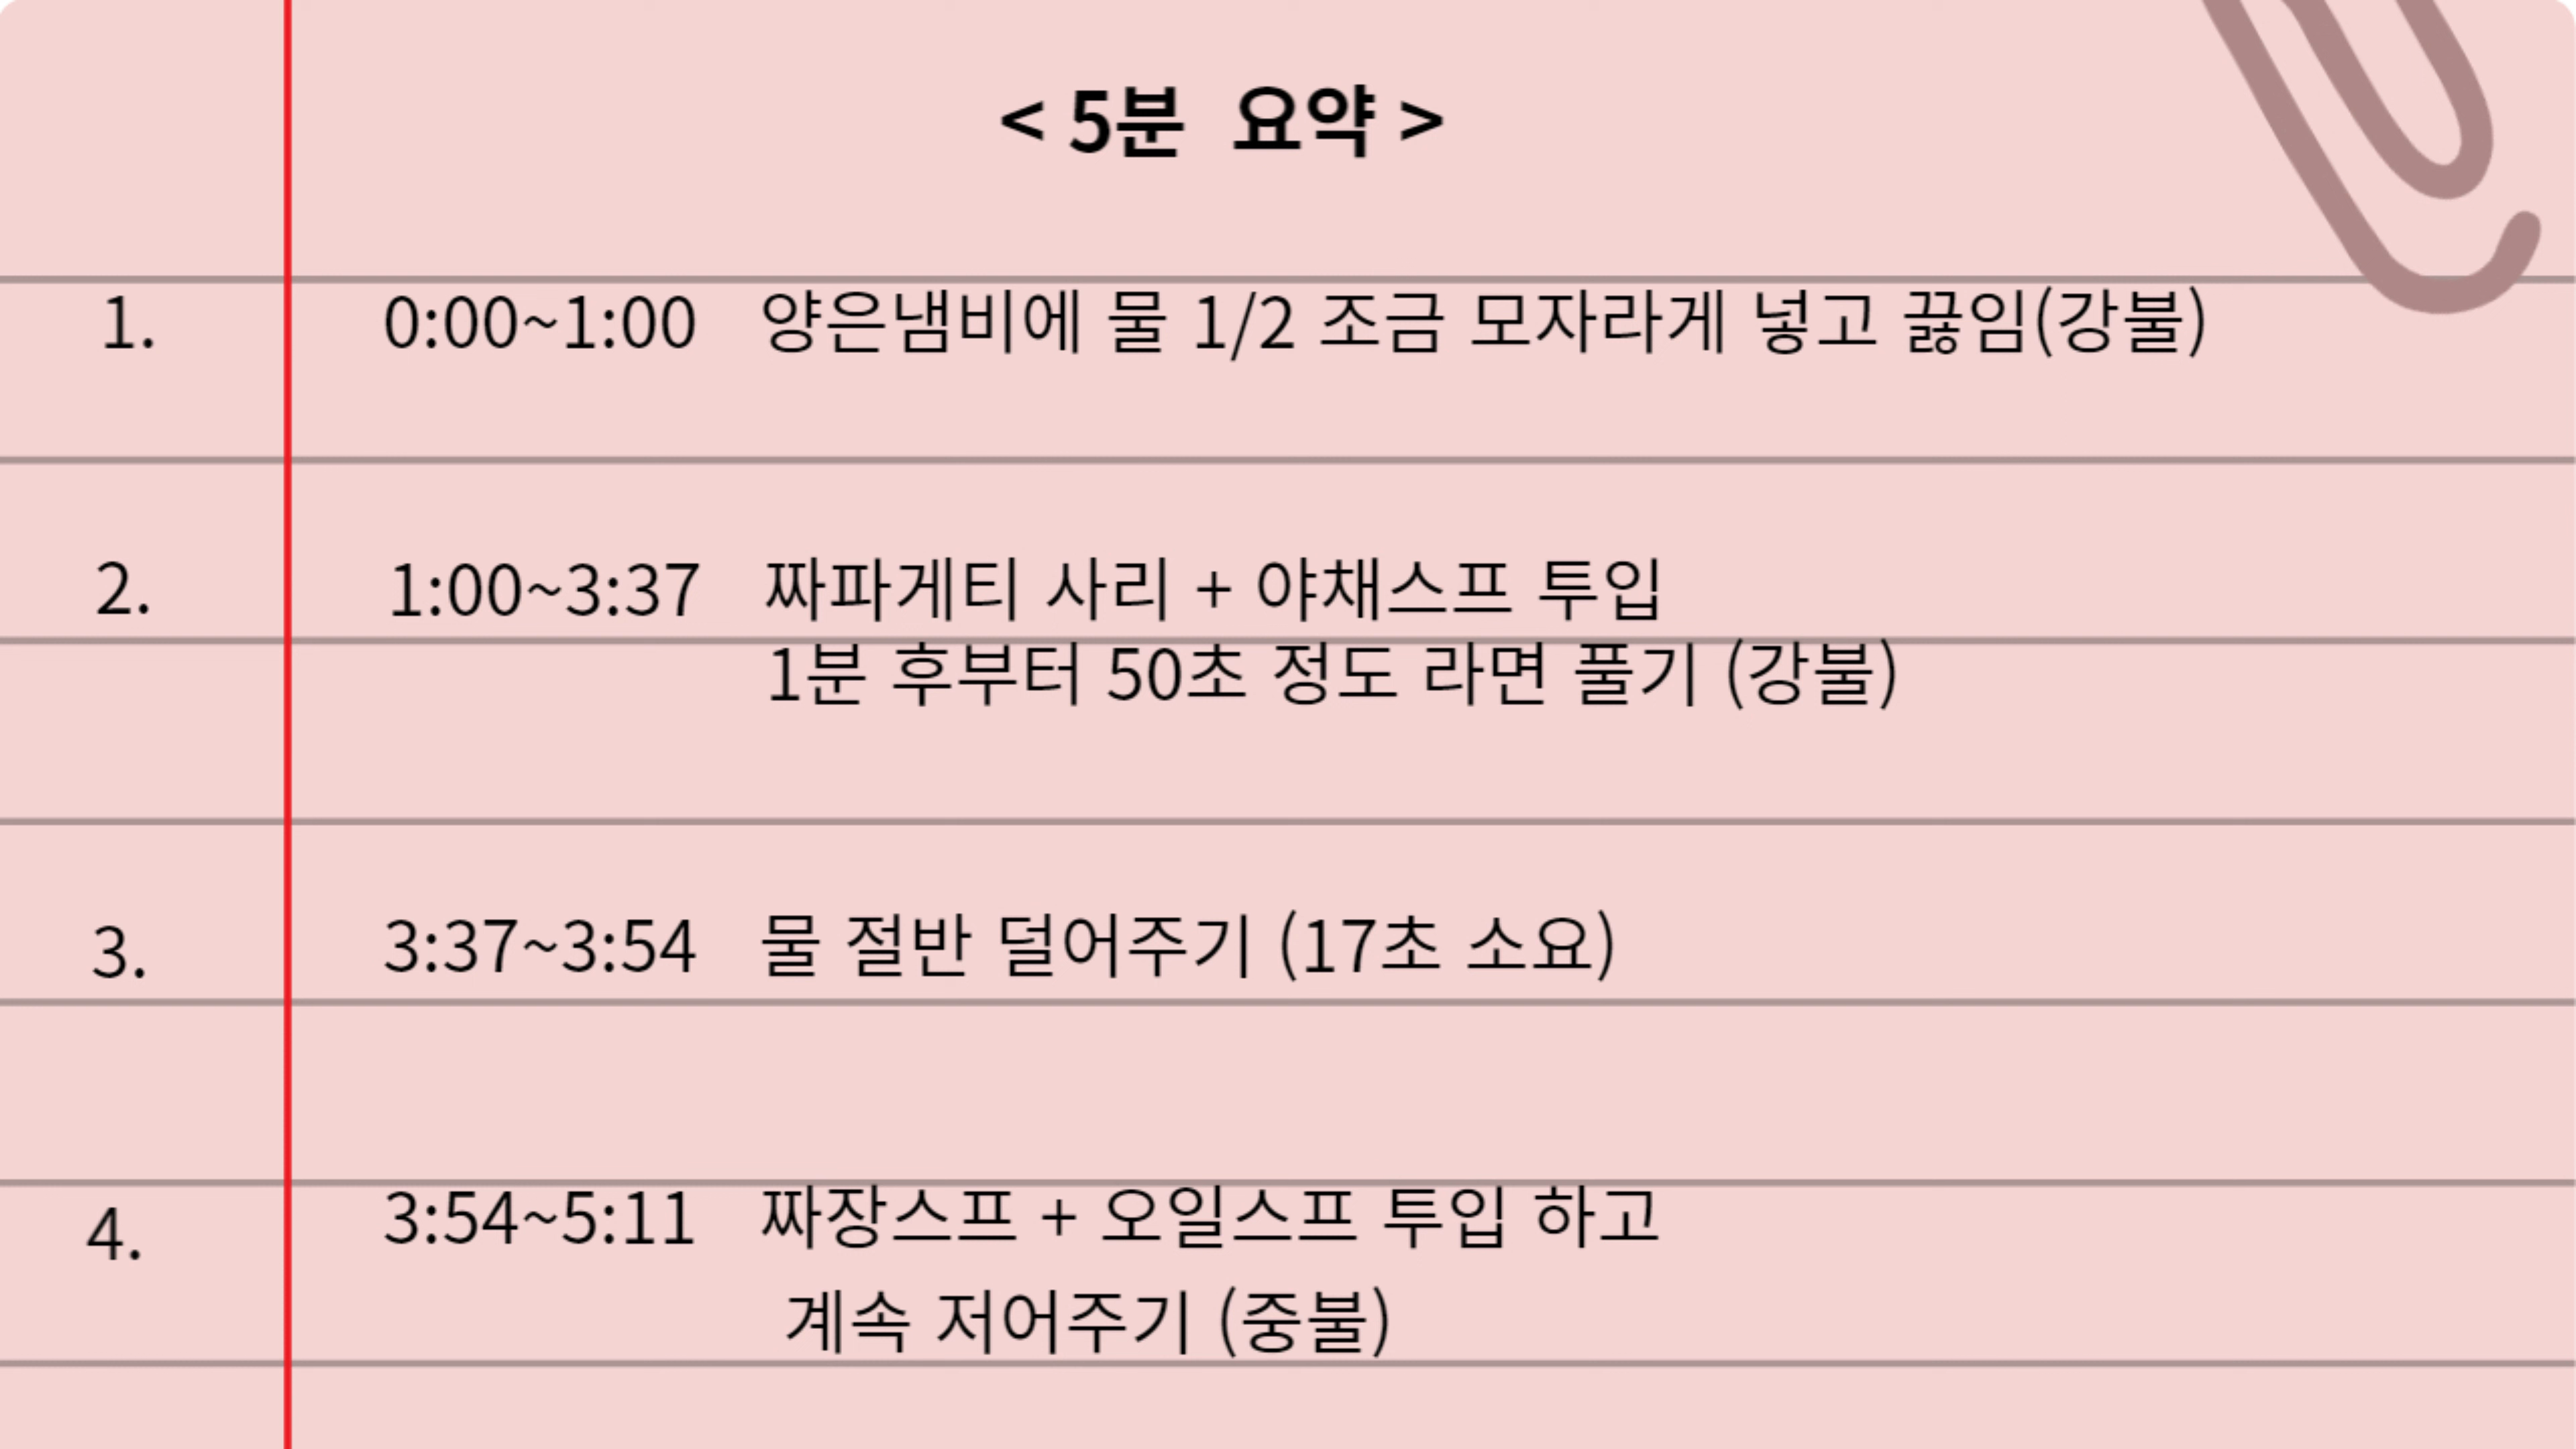 < 5분 요약 >
1. 0:00~1:00 양은냄비에 물 1/2 조금 모자라게 넣고 끓임(강불)
2. 1:00~3:37 짜파게티 사리 + 야채스프 투입
1분 후부터 50초 정도 라면 풀기 (강불)
3. 3:37~3:54 물 절반 덜어주기 (17초 소요)
4. 3:54~5:11 짜장스프 + 오일스프 투입 하고
계속 저어주기 (중불)